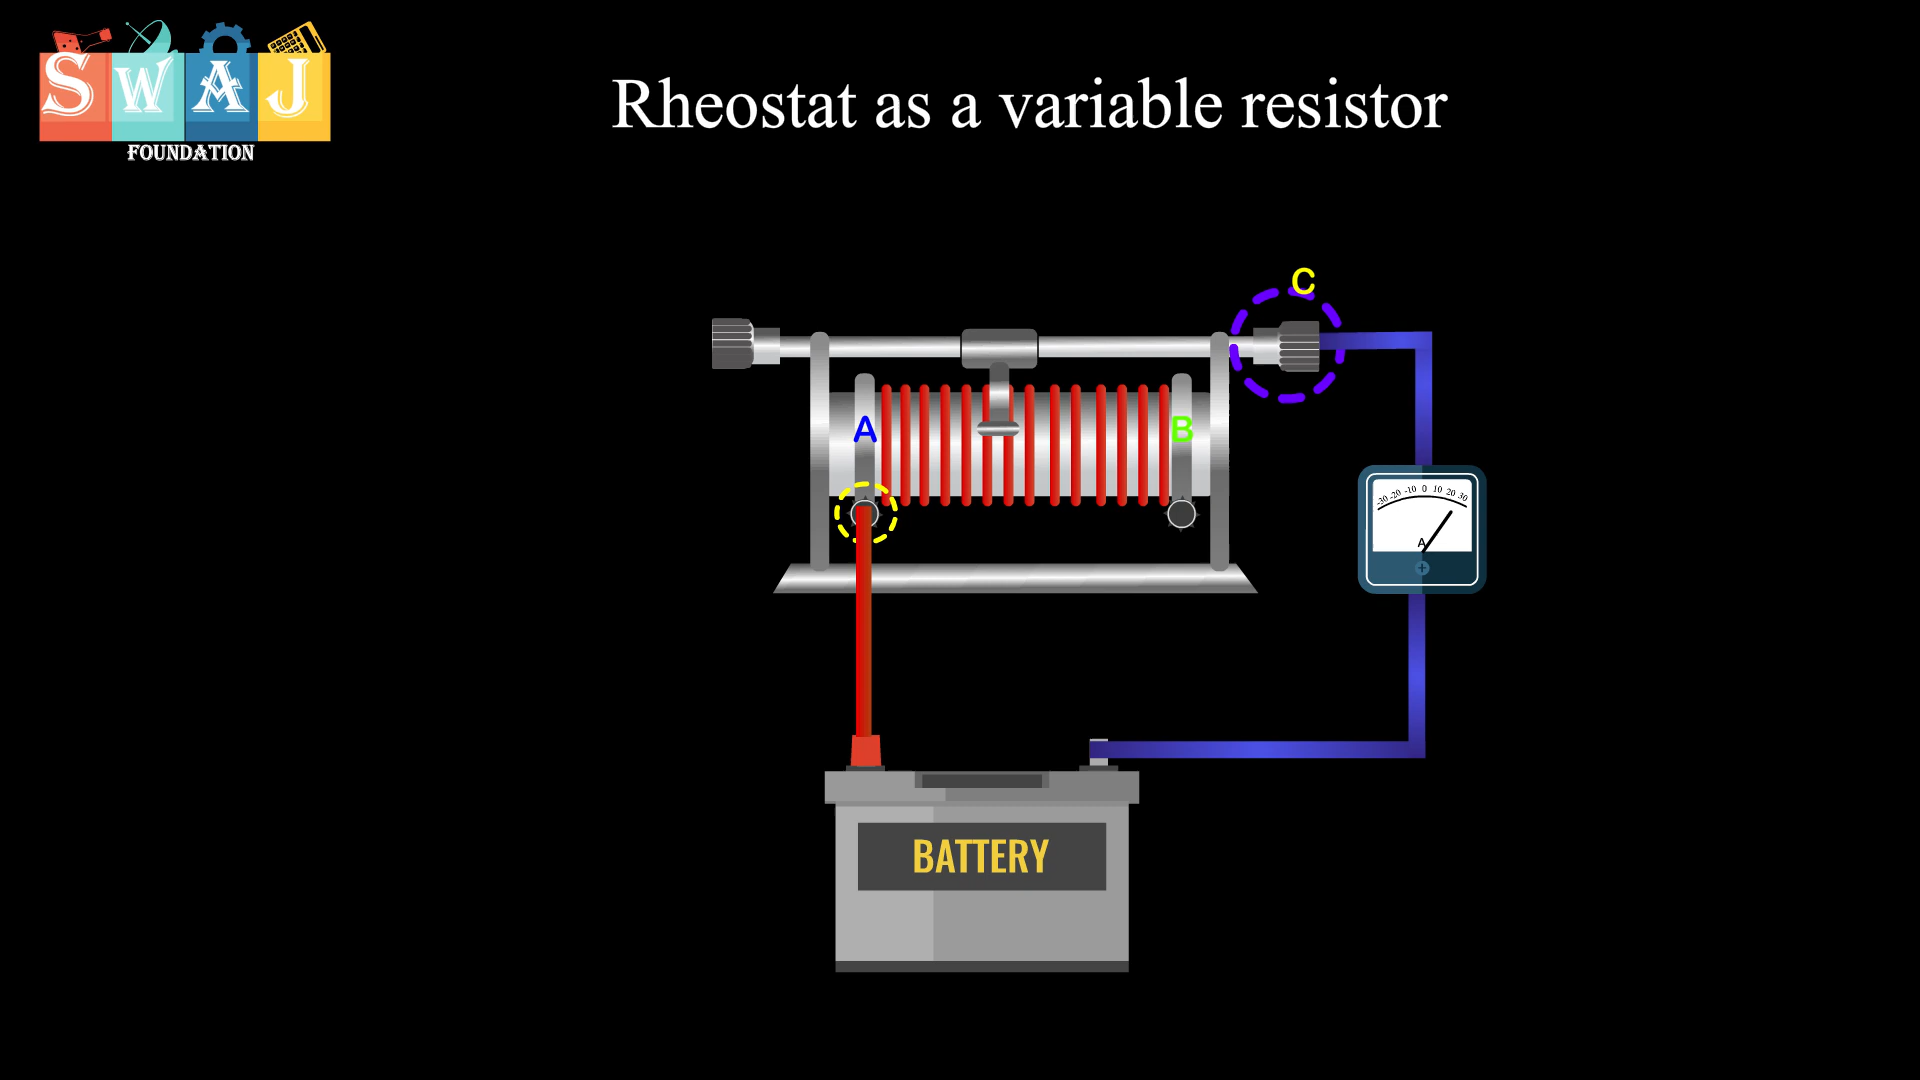 SWAJ
FOUNDATION
Rheostat as a variable resistor
C
A
B
-30 -20 -10 0 10 20 30
A
+
BATTERY